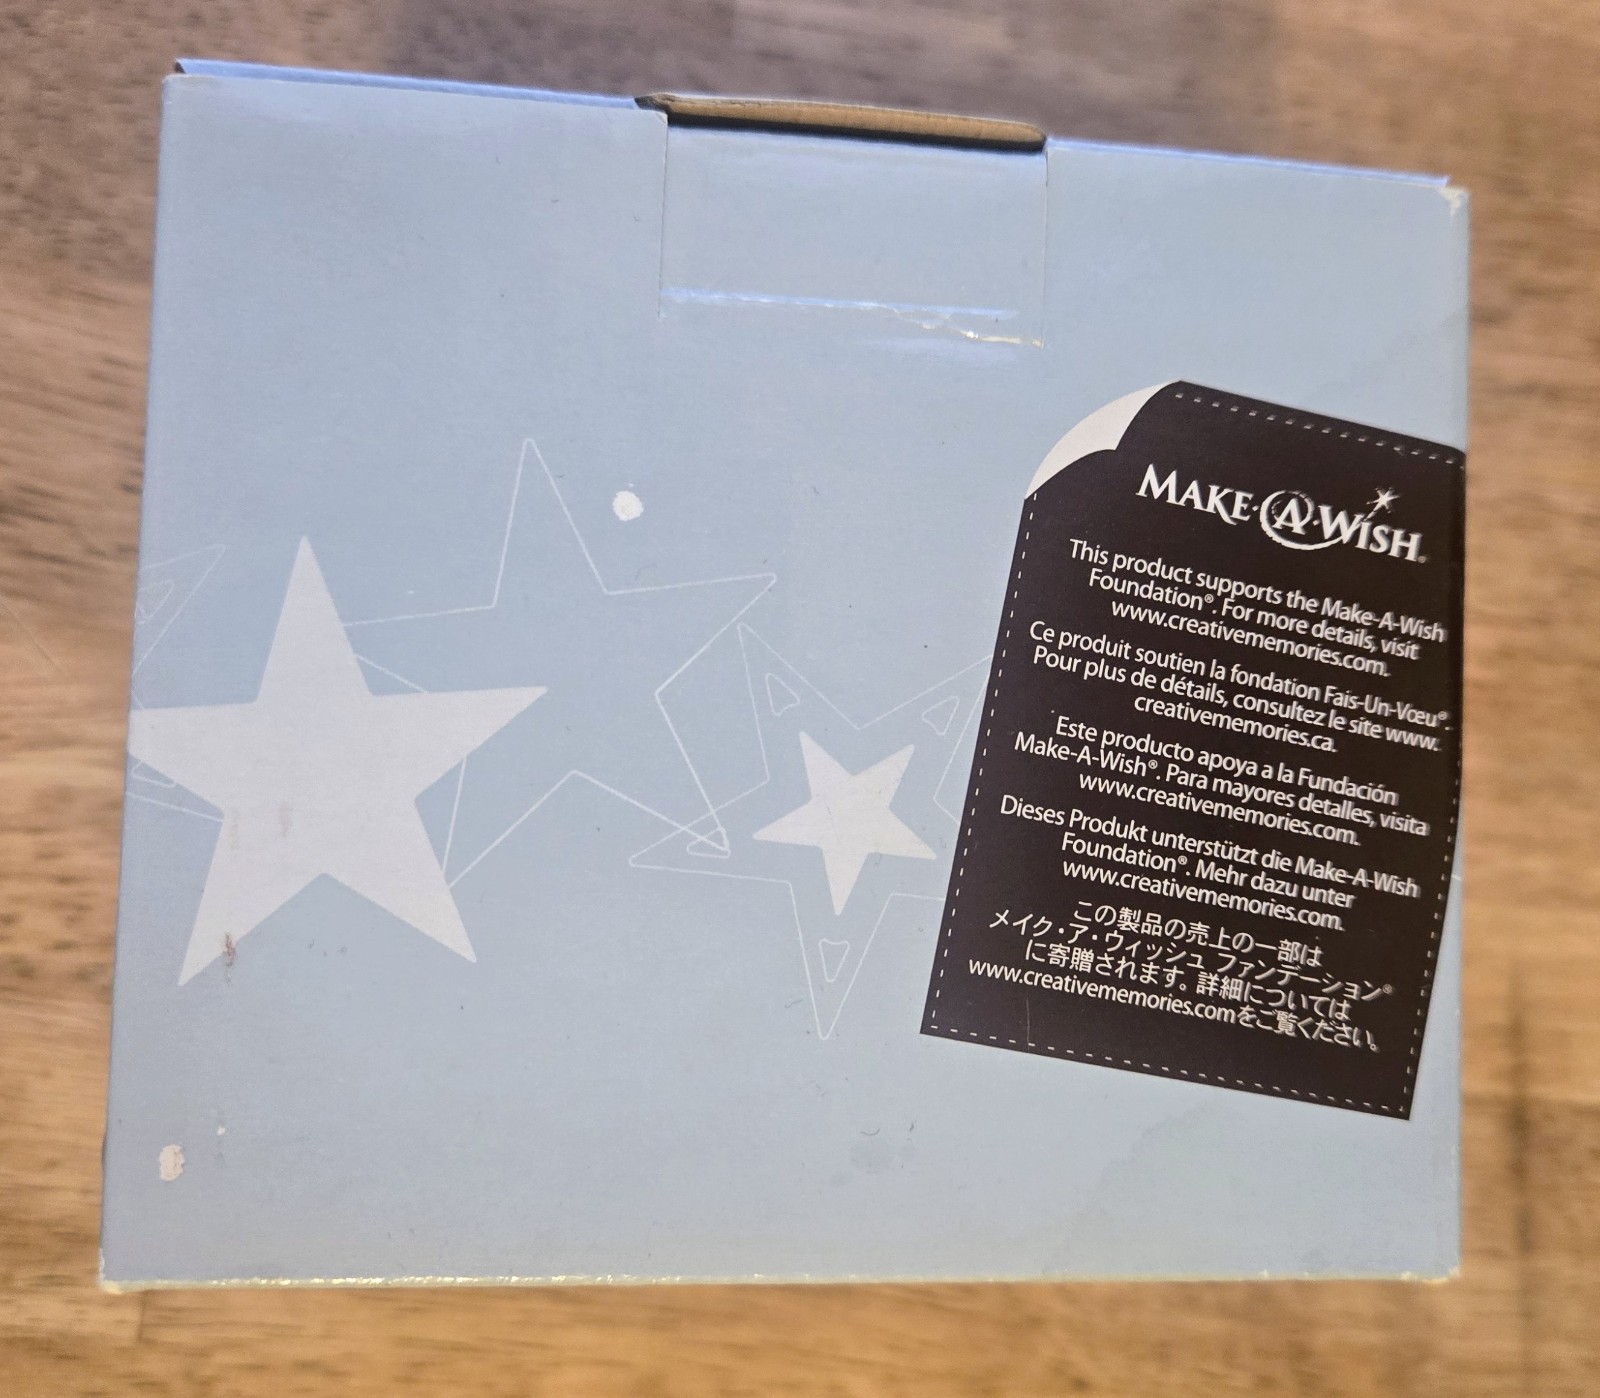 MAKE·A·WISH®
This product supports the Make-A-Wish
Foundation®. For more details, visit
www.creativememories.com.
Ce produit soutien la fondation Fais-Un-Vœu®.
Pour plus de détails, consultez le site www.
creativememories.ca.
Este producto apoya a la Fundación
Make-A-Wish®. Para mayores detalles, visita
www.creativememories.com.
Dieses Produkt unterstützt die Make-A-Wish
Foundation®. Mehr dazu unter
www.creativememories.com.
この製品の売上の一部は
メイク・ア・ウィッシュ ファンデーション®
に寄贈されます。詳細については
www.creativememories.comをご覧ください。